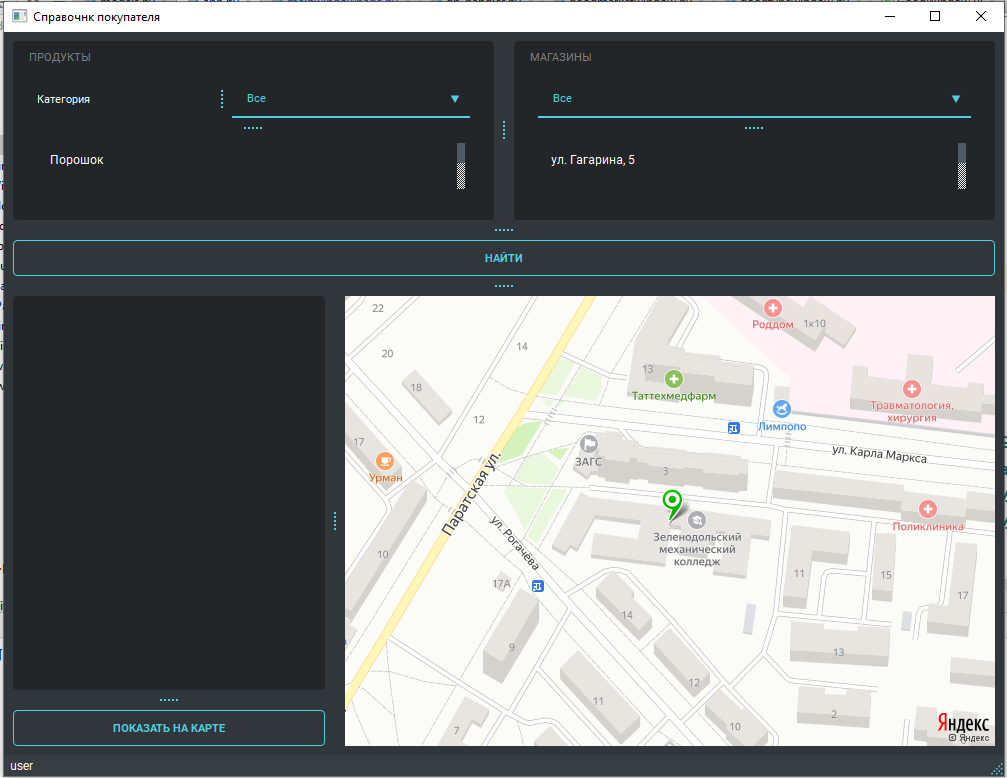 Справочнк покупателя
ПРОДУКТЫ
Категория
Все
Порошок
МАГАЗИНЫ
Все
ул. Гагарина, 5
НАЙТИ
ПОКАЗАТЬ НА КАРТЕ
22
20
14
18
12
17
Урман
10
Паратская ул.
ул. Рогачёва
17А
9
7
11
14
12
10
Роддом
1к10
13
Таттехмедфарм
Лимпопо
Травматология,
хирургия
ул. Карла Маркса
ЗАГС
3
Поликлиника
Зеленодольский
механический
колледж
11
15
17
13
2
Яндекс
© Яндекс
user